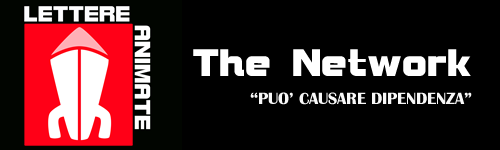 LETTERE
ANIMATE
The Network
“PUO’ CAUSARE DIPENDENZA”